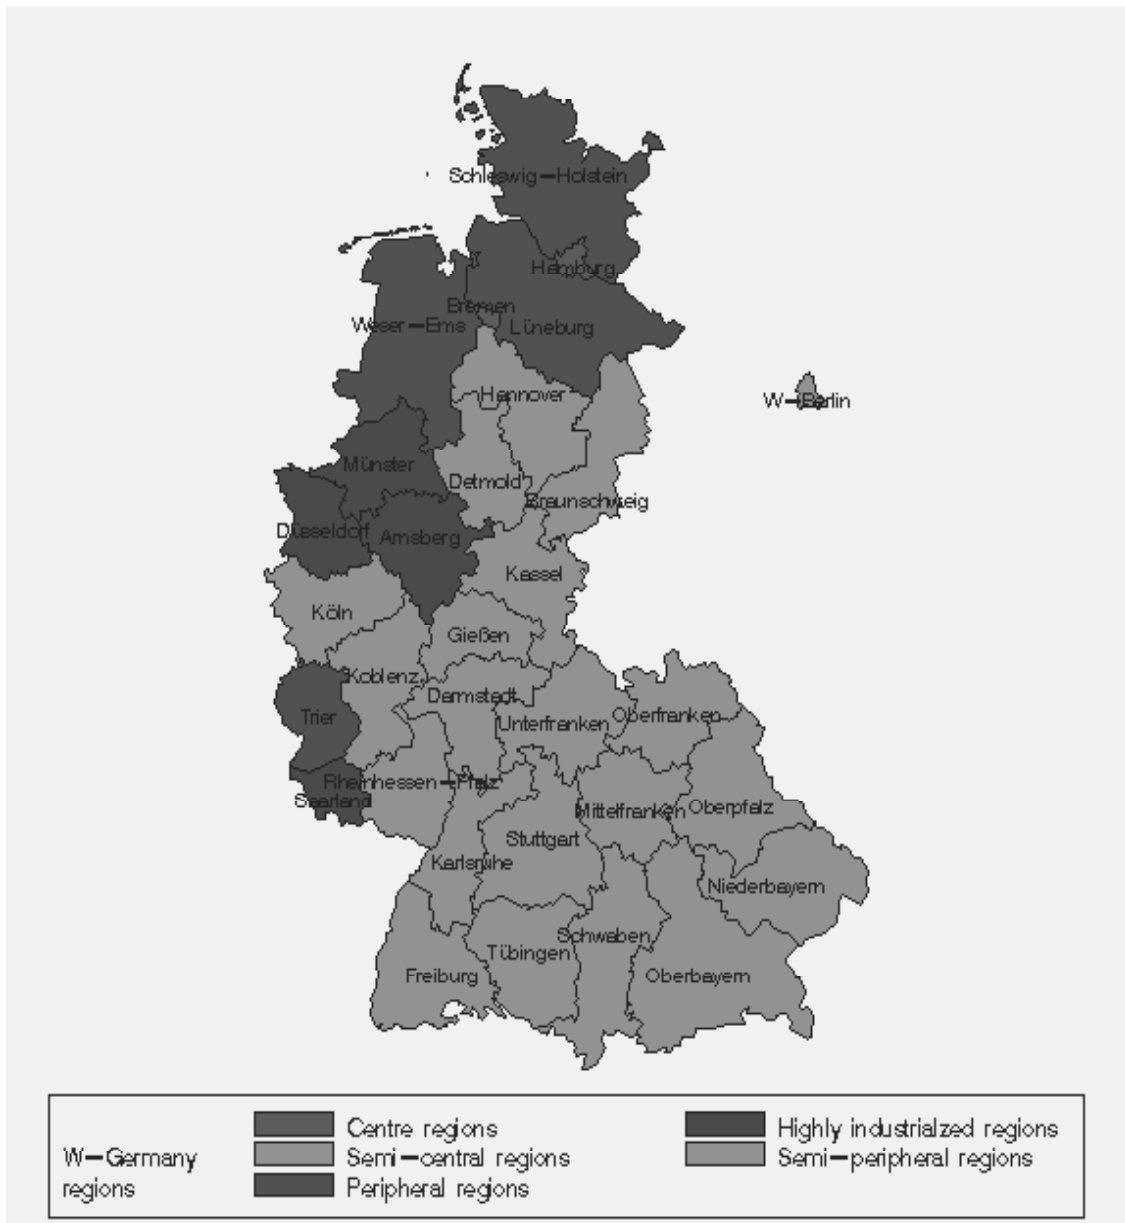 Schleswig-Holstein
Hamburg
Bremen
Weser-Ems
Lüneburg
Hannover
W-Berlin
Münster
Detmold
Braunschweig
Düsseldorf
Arnsberg
Kassel
Köln
Gießen
Koblenz
Darmstadt
Trier
Unterfranken
Oberfranken
Rheinhessen-Pfalz
Saarland
Mittelfranken
Oberpfalz
Stuttgart
Karlsruhe
Niederbayern
Schwaben
Tübingen
Freiburg
Oberbayern
W-Germany
regions
Centre regions
Semi-central regions
Peripheral regions
Highly industrialzed regions
Semi-peripheral regions